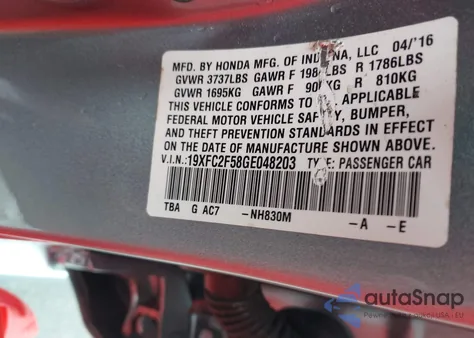 MFD. BY HONDA MFG. OF INDIANA, LLC 04/'16
GVWR 3737LBS GAWR F 1984LBS R 1786LBS
GVWR 1695KG GAWR F 900KG R 810KG
THIS VEHICLE CONFORMS TO ALL APPLICABLE
FEDERAL MOTOR VEHICLE SAFETY, BUMPER,
AND THEFT PREVENTION STANDARDS IN EFFECT
ON THE DATE OF MANUFACTURE SHOWN ABOVE.
V.I.N.: 19XFC2F58GE048203 TYPE: PASSENGER CAR
TBA G AC7 -NH830M -A -E
autoSnap